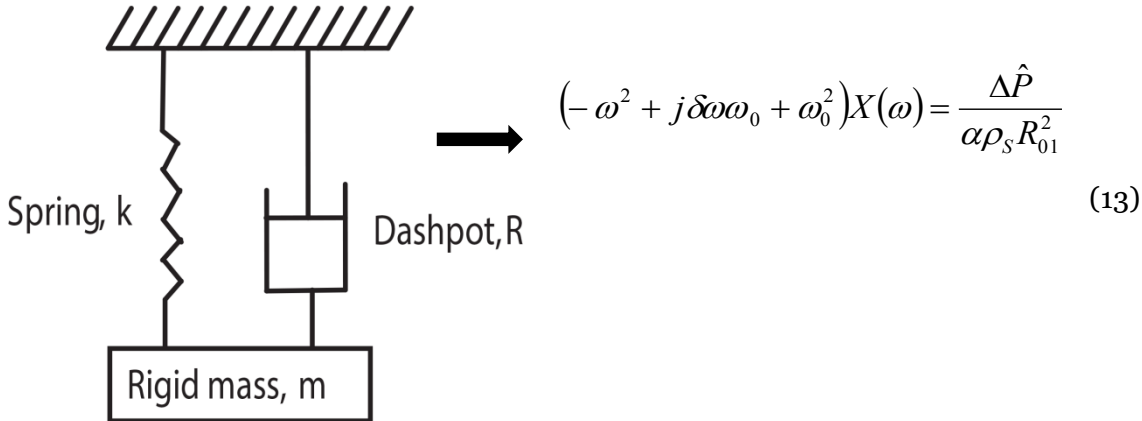 (− ω² + jδωω₀ + ω₀²)X(ω) = ΔP̂ / αρ_S R₀₁²
(13)
Spring, k
Dashpot, R
Rigid mass, m